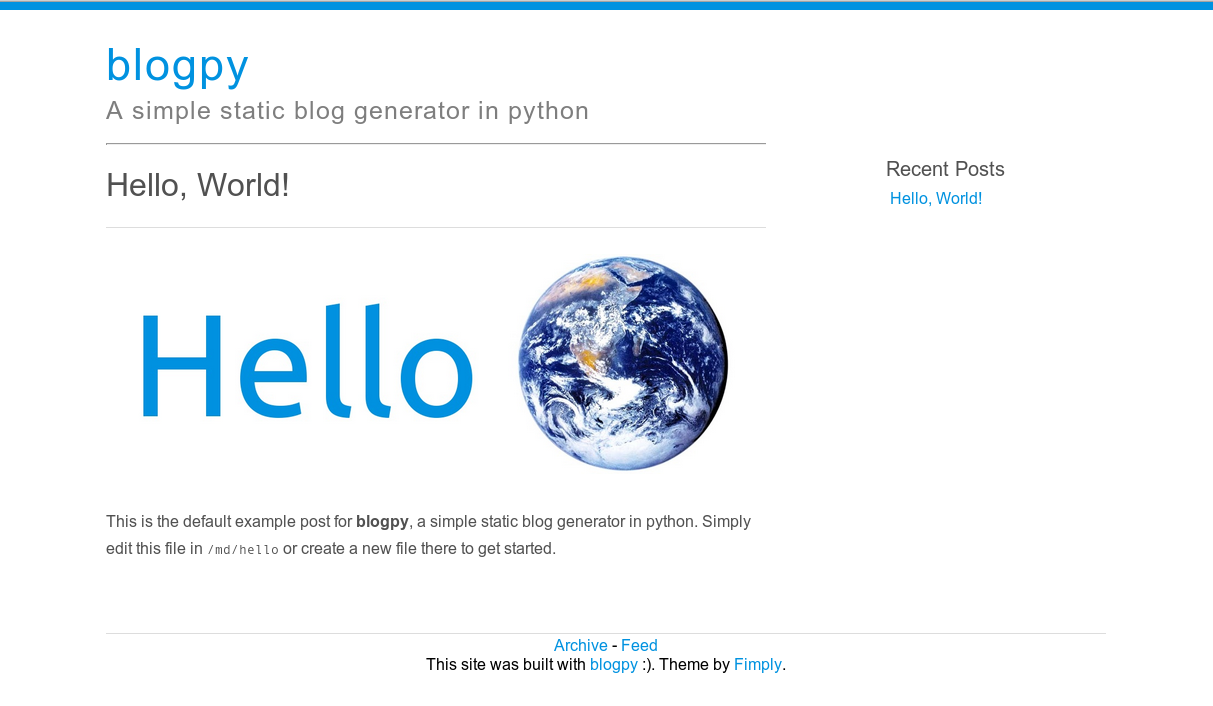 blogpy
A simple static blog generator in python
Hello, World!
Hello
This is the default example post for blogpy, a simple static blog generator in python. Simply
edit this file in /md/hello or create a new file there to get started.
Recent Posts
Hello, World!
Archive - Feed
This site was built with blogpy :). Theme by Fimply.